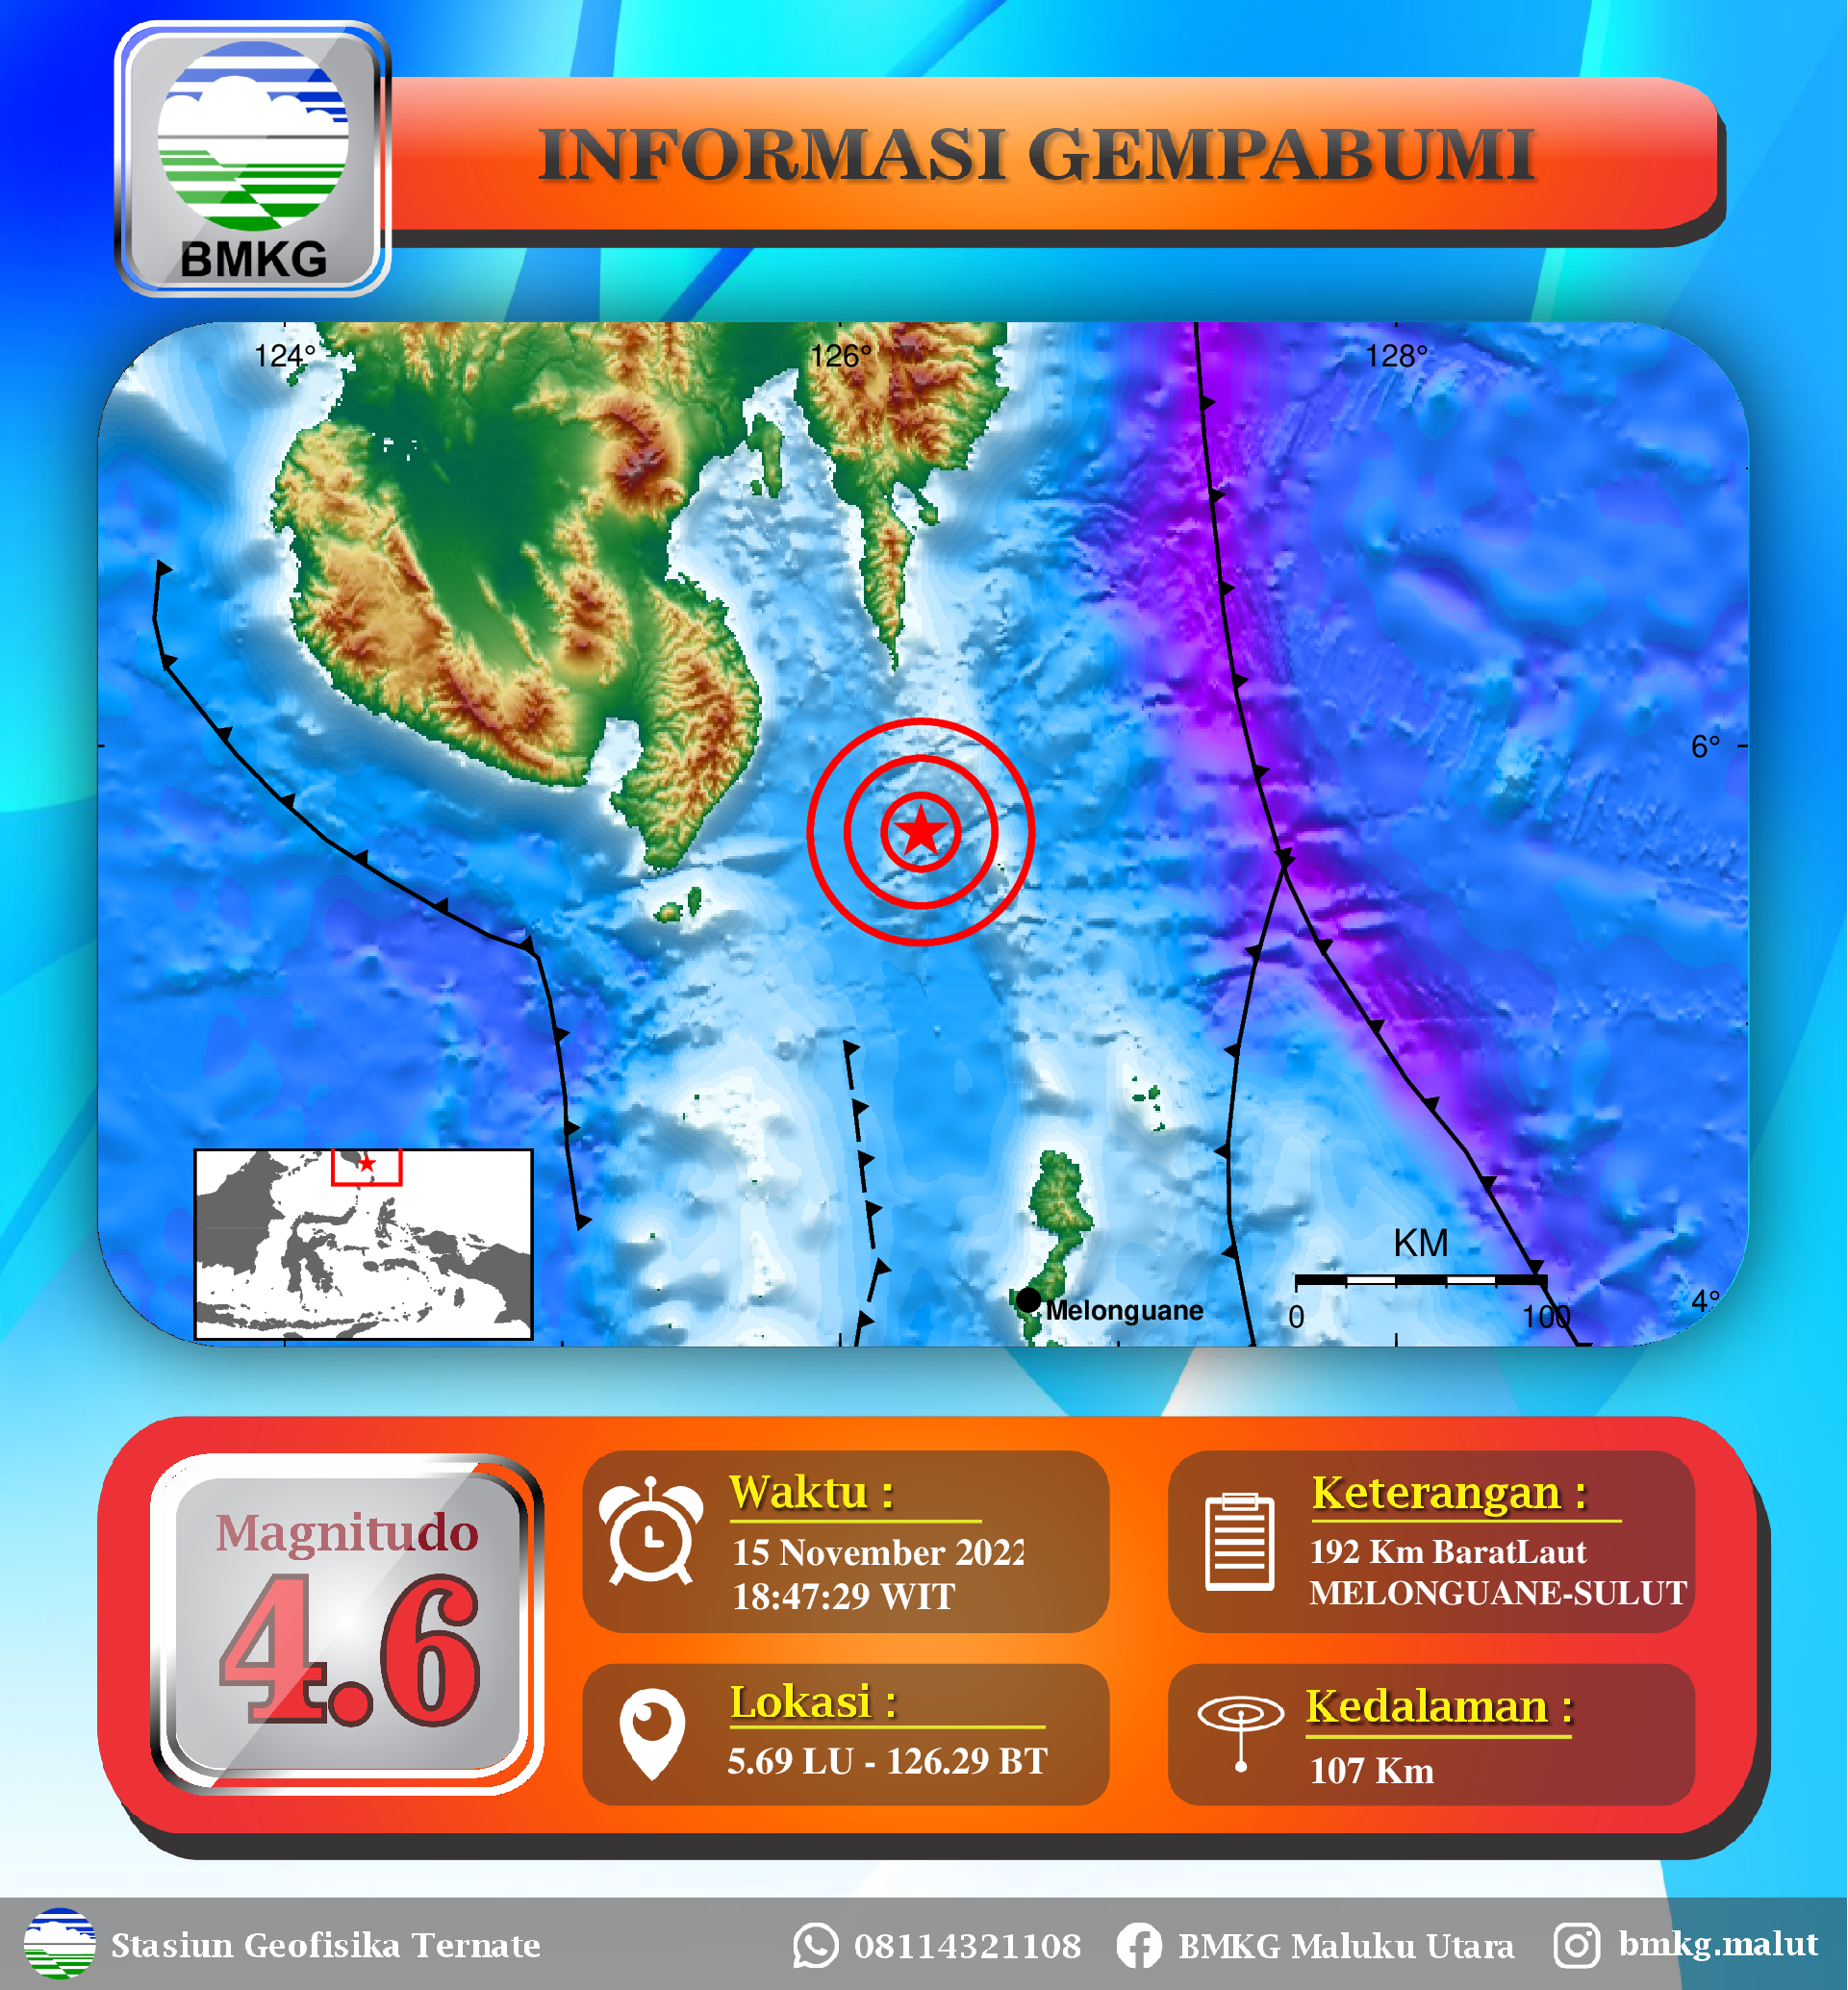 BMKG
INFORMASI GEMPABUMI
124°
126°
128°
6°
4°
KM
0
100
Melonguane
Magnitudo
4.6
Waktu :
15 November 2022
18:47:29 WIT
Keterangan :
192 Km BaratLaut
MELONGUANE-SULUT
Lokasi :
5.69 LU - 126.29 BT
Kedalaman :
107 Km
Stasiun Geofisika Ternate
08114321108
BMKG Maluku Utara
bmkg.malut